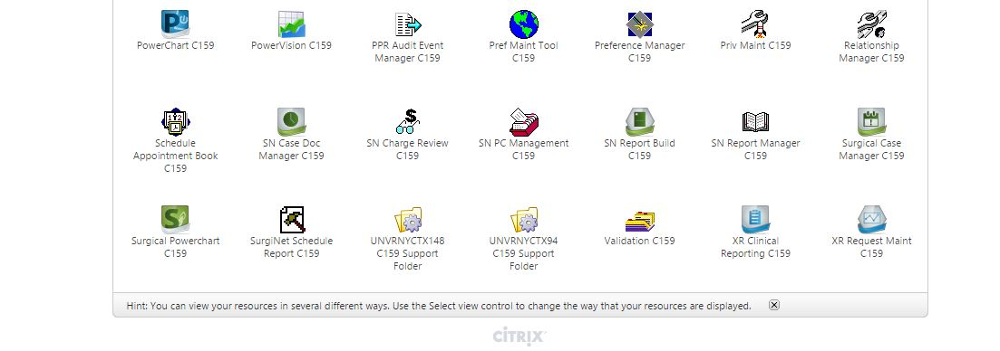 PowerChart C159
PowerVision C159
PPR Audit Event
Manager C159
Pref Maint Tool
C159
Preference Manager
C159
Priv Maint C159
Relationship
Manager C159
Schedule
Appointment Book
C159
SN Case Doc
Manager C159
SN Charge Review
C159
SN PC Management
C159
SN Report Build
C159
SN Report Manager
C159
Surgical Case
Manager C159
Surgical Powerchart
C159
SurgiNet Schedule
Report C159
UNVRNYCTX148
C159 Support
Folder
UNVRNYCTX94
C159 Support
Folder
Validation C159
XR Clinical
Reporting C159
XR Request Maint
C159
Hint: You can view your resources in several different ways. Use the Select view control to change the way that your resources are displayed.
CITRIX